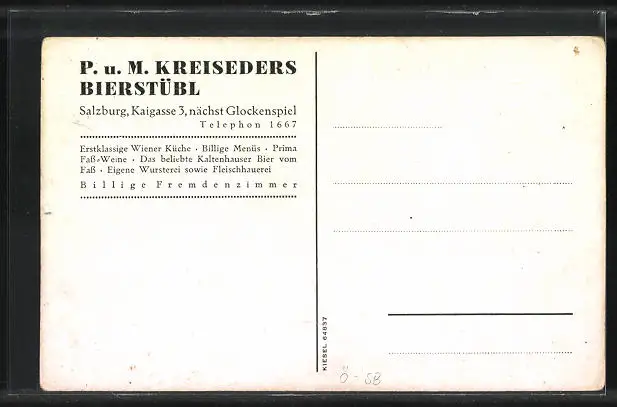 P. u. M. KREISEDERS
BIERSTÜBL
Salzburg, Kaigasse 3, nächst Glockenspiel
Telephon 1667
Erstklassige Wiener Küche · Billige Menüs · Prima
Faß-Weine · Das beliebte Kaltenhauser Bier vom
Faß · Eigene Wursterei sowie Fleischhauerei
Billige Fremdenzimmer
KIESEL 64837
Ö - SB